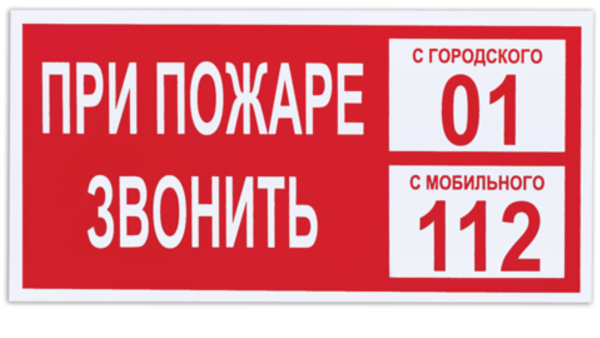 ПРИ ПОЖАРЕ
ЗВОНИТЬ
С ГОРОДСКОГО
01
С МОБИЛЬНОГО
112